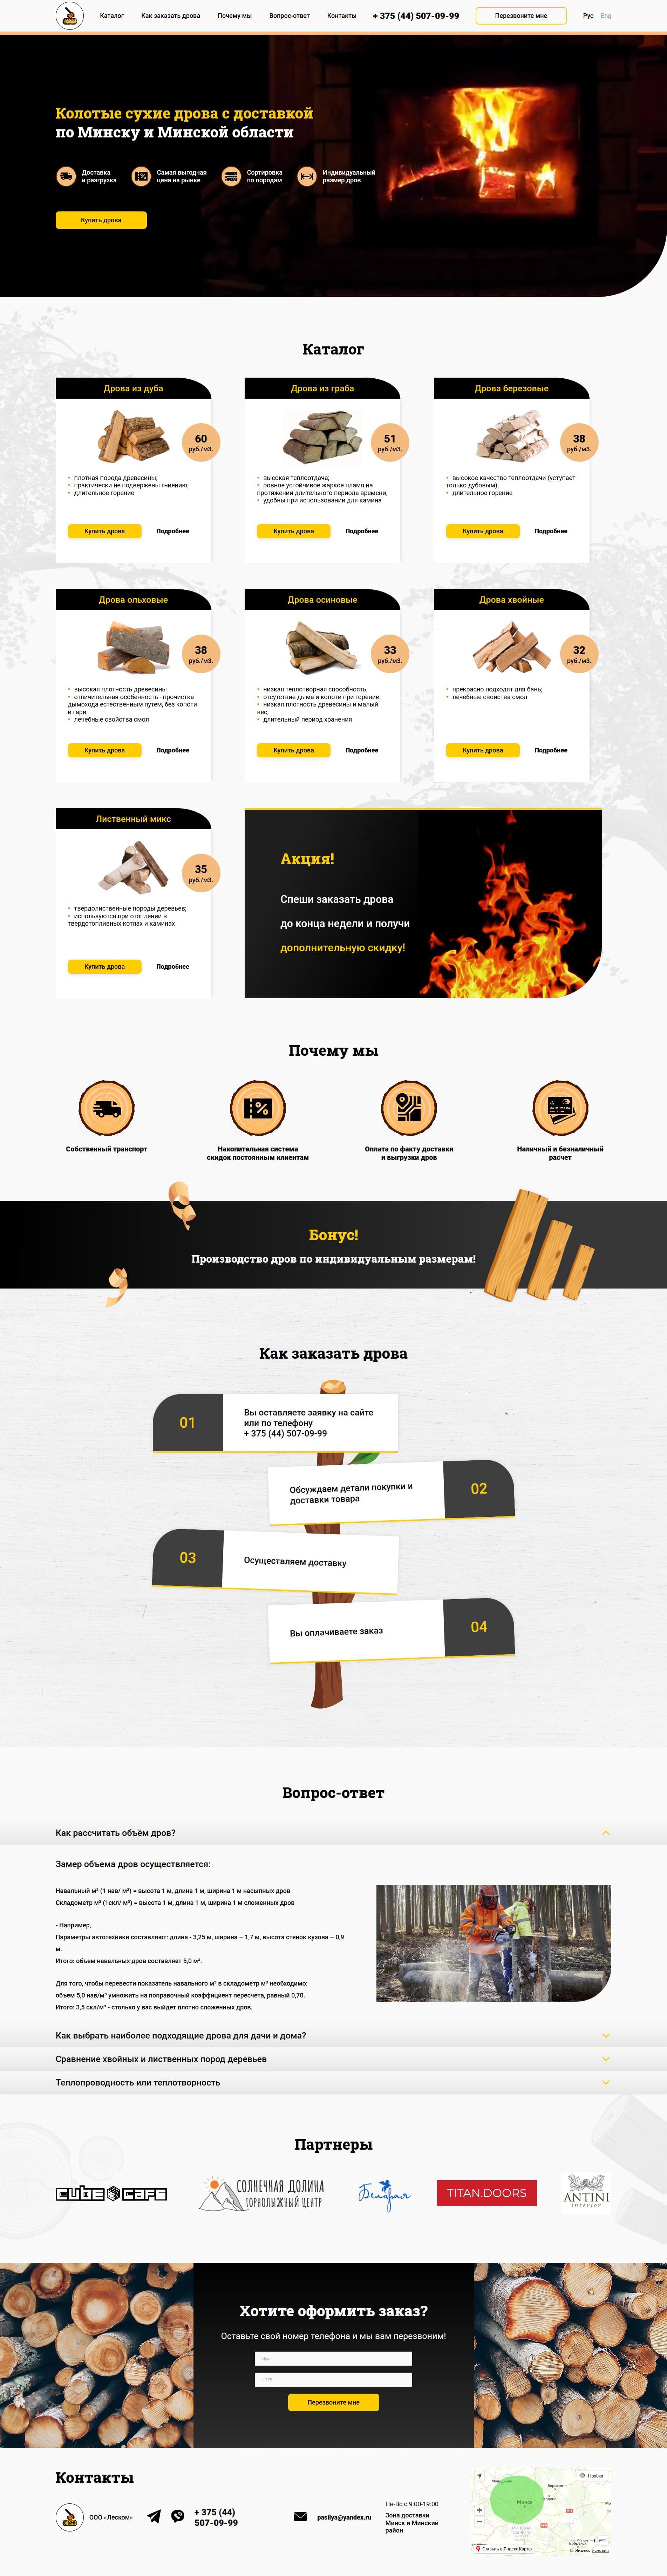 Каталог
Как заказать дрова
Почему мы
Вопрос-ответ
Контакты
+ 375 (44) 507-09-99
Перезвоните мне
Рус
Eng
Колотые сухие дрова с доставкой
по Минску и Минской области
Доставка
и разгрузка
Самая выгодная
цена на рынке
Сортировка
по породам
Индивидуальный
размер дров
Купить дрова
Каталог
Дрова из дуба
60
руб./м3.
плотная порода древесины;
практически не подвержены гниению;
длительное горение
Купить дрова
Подробнее
Дрова из граба
51
руб./м3.
высокая теплоотдача;
ровное устойчивое жаркое пламя на
протяжении длительного периода времени;
удобны при использовании для камина
Купить дрова
Подробнее
Дрова березовые
38
руб./м3.
высокое качество теплоотдачи (уступает
только дубовым);
длительное горение
Купить дрова
Подробнее
Дрова ольховые
38
руб./м3.
высокая плотность древесины
отличительная особенность - прочистка
дымохода естественным путем, без копоти
и гари;
лечебные свойства смол
Купить дрова
Подробнее
Дрова осиновые
33
руб./м3.
низкая теплотворная способность;
отсутствие дыма и копоти при горении;
низкая плотность древесины и малый
вес;
длительный период хранения
Купить дрова
Подробнее
Дрова хвойные
32
руб./м3.
прекрасно подходят для бань;
лечебные свойства смол
Купить дрова
Подробнее
Лиственный микс
35
руб./м3.
твердолиственные породы деревьев;
используются при отоплении в
твердотопливных котлах и каминах
Купить дрова
Подробнее
Акция!
Спеши заказать дрова
до конца недели и получи
дополнительную скидку!
Почему мы
Собственный транспорт
Накопительная система
скидок постоянным клиентам
Оплата по факту доставки
и выгрузки дров
Наличный и безналичный
расчет
Бонус!
Производство дров по индивидуальным размерам!
Как заказать дрова
01
Вы оставляете заявку на сайте
или по телефону
+ 375 (44) 507-09-99
Обсуждаем детали покупки и
доставки товара
02
03
Осуществляем доставку
Вы оплачиваете заказ
04
Вопрос-ответ
Как рассчитать объём дров?
Замер объема дров осуществляется:
Навальный м³ (1 нав/ м³) = высота 1 м, длина 1 м, ширина 1 м насыпных дров
Складометр м³ (1скл/ м³) = высота 1 м, длина 1 м, ширина 1 м сложенных дров
- Например,
Параметры автотехники составляют: длина - 3,25 м, ширина – 1,7 м, высота стенок кузова – 0,9
м.
Итого: объем навальных дров составляет 5,0 м³.
Для того, чтобы перевести показатель навального м³ в складометр м³ необходимо:
объем 5,0 нав/м³ умножить на поправочный коэффициент пересчета, равный 0,70.
Итого: 3,5 скл/м³ - столько у вас выйдет плотно сложенных дров.
Как выбрать наиболее подходящие дрова для дачи и дома?
Сравнение хвойных и лиственных пород деревьев
Теплопроводность или теплотворность
Партнеры
СОЛНЕЧНАЯ ДОЛИНА
ГОРНОЛЫЖНЫЙ ЦЕНТР
TITAN.DOORS
ANTINI
interior
Хотите оформить заказ?
Оставьте свой номер телефона и мы вам перезвоним!
Перезвоните мне
Контакты
ООО «Леском»
+ 375 (44)
507-09-99
pasilya@yandex.ru
Пн-Вс с 9:00-19:00
Зона доставки
Минск и Минский
район
Пробки
Минск
Открыть в Яндекс.Картах
© Яндекс Условия